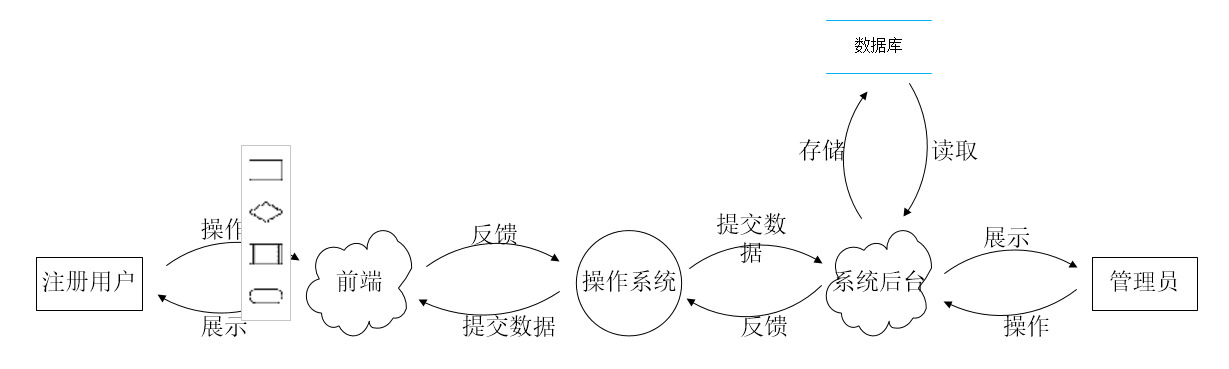 数据库
存储
读取
操作
反馈
提交数
据
展示
注册用户
前端
操作系统
系统后台
管理员
展示
提交数据
反馈
操作